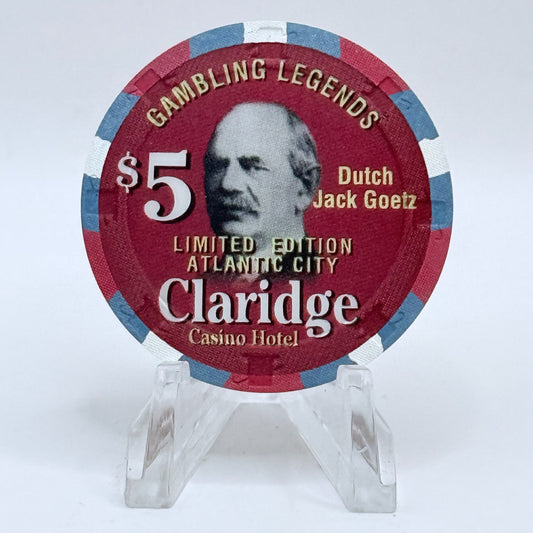 GAMBLING LEGENDS
$5
Dutch
Jack Goetz
LIMITED EDITION
ATLANTIC CITY
Claridge
Casino Hotel